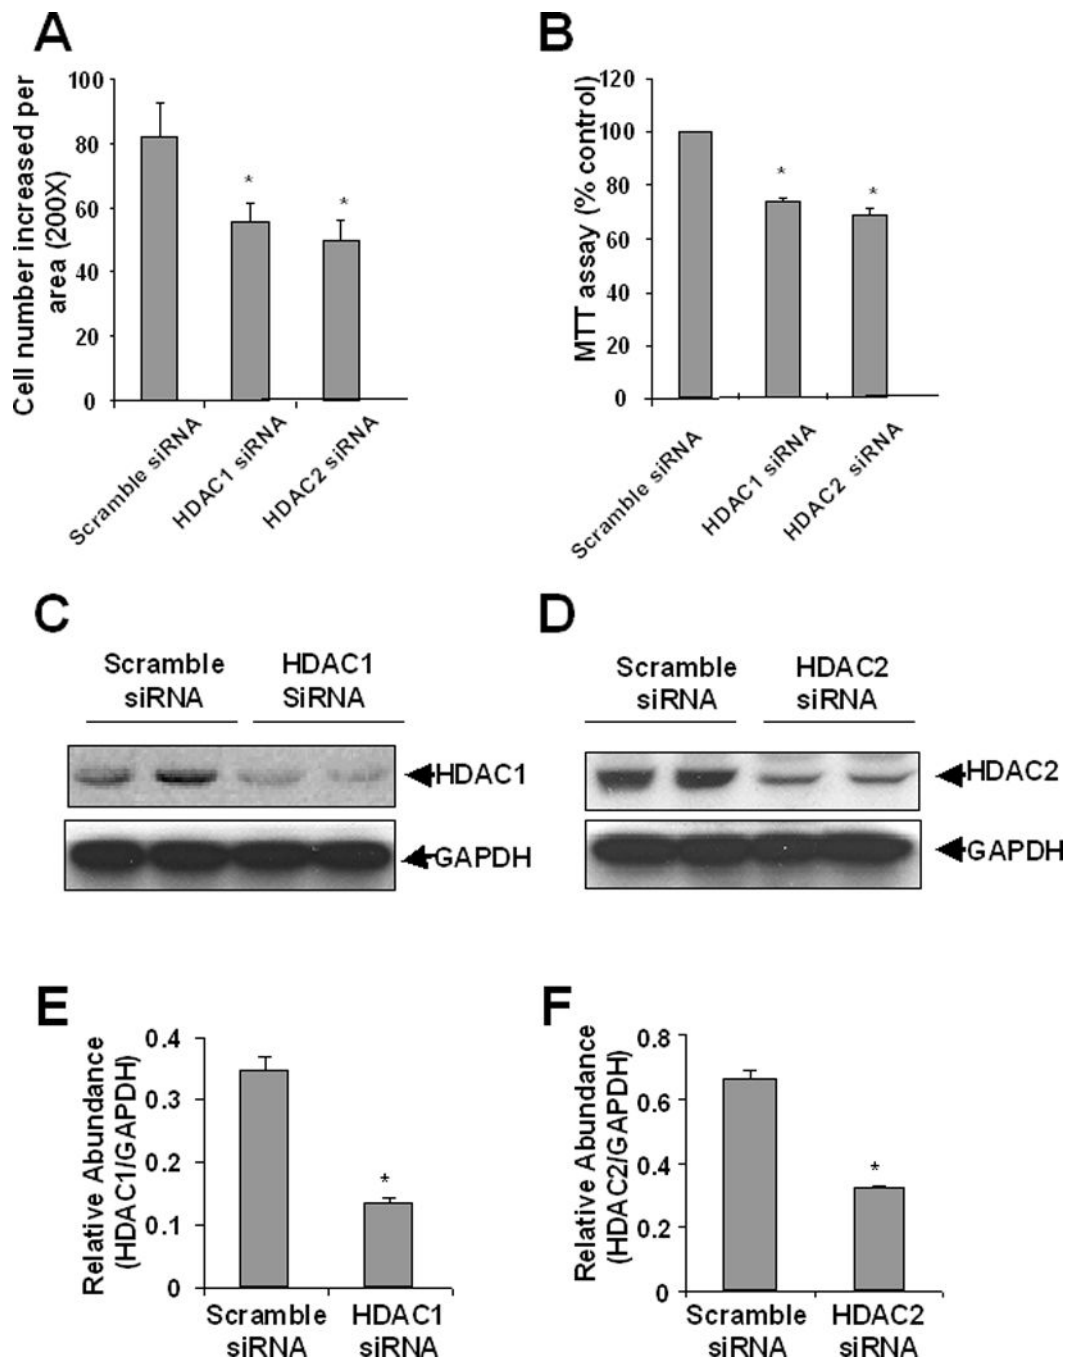 A
Cell number increased per
area (200X)
100
80
60
40
20
0
*
*
Scramble siRNA
HDAC1 siRNA
HDAC2 siRNA
B
MTT assay (% control)
120
100
80
60
40
20
0
*
*
Scramble siRNA
HDAC1 siRNA
HDAC2 siRNA
C
Scramble
siRNA
HDAC1
SiRNA
HDAC1
GAPDH
D
Scramble
siRNA
HDAC2
siRNA
HDAC2
GAPDH
E
Relative Abundance
(HDAC1/GAPDH)
0.4
0.3
0.2
0.1
0
*
Scramble
siRNA
HDAC1
siRNA
F
Relative Abundance
(HDAC2/GAPDH)
0.8
0.6
0.4
0.2
0
*
Scramble
siRNA
HDAC2
siRNA